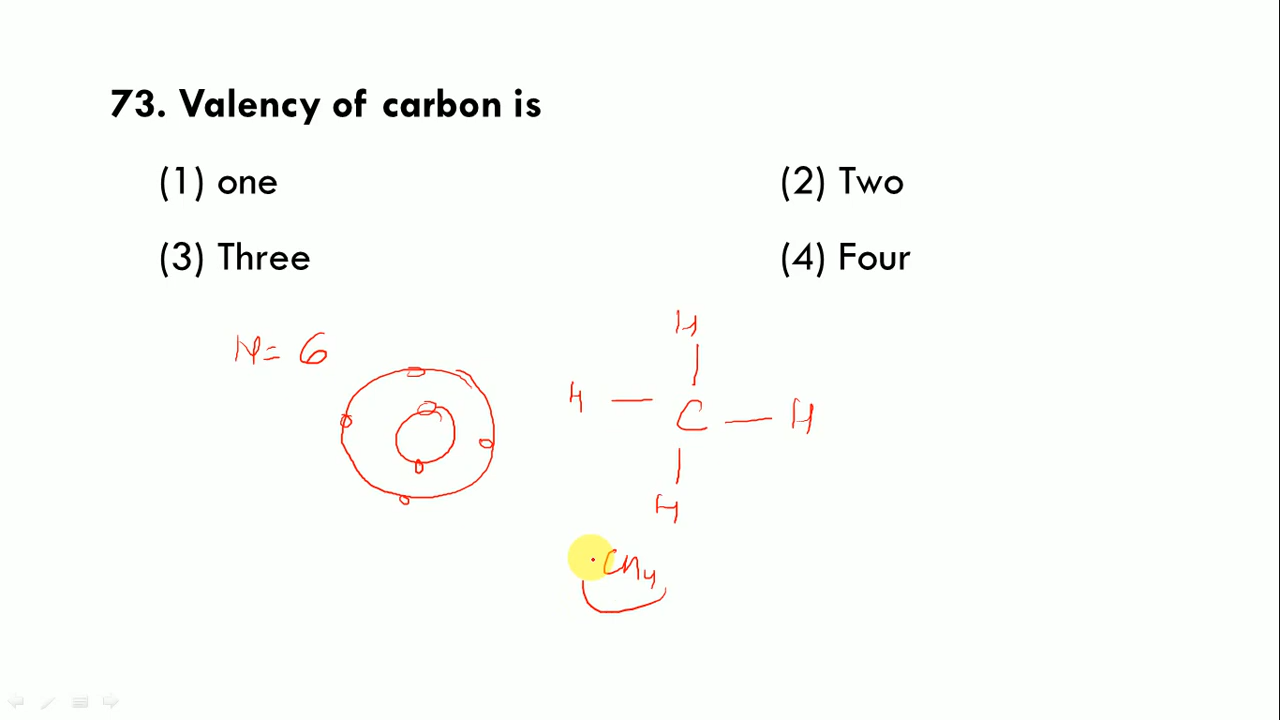 73. Valency of carbon is
(1) one (2) Two
(3) Three (4) Four
N= 6
H
H — C — H
H
CH4